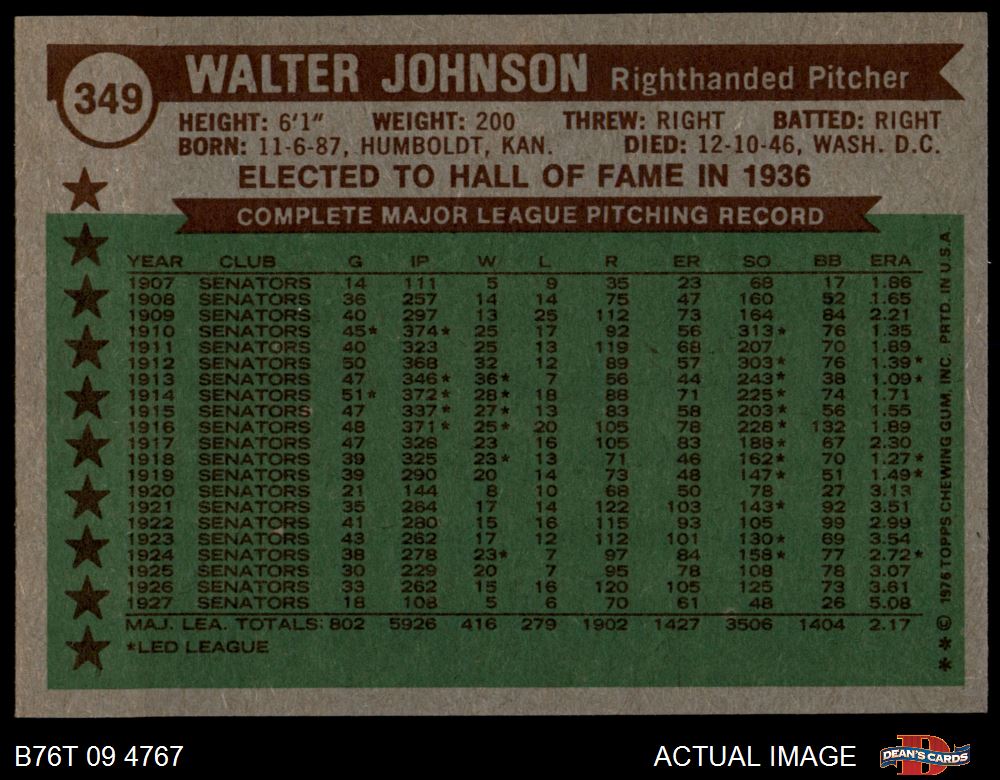 349
WALTER JOHNSON Righthanded Pitcher
HEIGHT: 6'1" WEIGHT: 200 THREW: RIGHT BATTED: RIGHT
BORN: 11-6-87, HUMBOLDT, KAN. DIED: 12-10-46, WASH. D.C.
ELECTED TO HALL OF FAME IN 1936
COMPLETE MAJOR LEAGUE PITCHING RECORD
YEAR CLUB G IP W L R ER SO BB ERA
1907 SENATORS 14 111 5 9 35 23 68 17 1.86
1908 SENATORS 36 257 14 14 75 47 160 52 1.65
1909 SENATORS 40 297 13 25 112 73 164 84 2.21
1910 SENATORS 45* 374* 25 17 92 56 313* 76 1.35
1911 SENATORS 40 323 25 13 119 68 207 70 1.89
1912 SENATORS 50 368 32 12 89 57 303* 76 1.39*
1913 SENATORS 47 346* 36* 7 56 44 243* 38 1.09*
1914 SENATORS 51* 372* 28* 18 88 71 225* 74 1.71
1915 SENATORS 47 337* 27* 13 83 58 203* 56 1.55
1916 SENATORS 48 371* 25* 20 105 78 228* 132 1.89
1917 SENATORS 47 328 23 16 105 83 188* 67 2.30
1918 SENATORS 39 325 23* 13 71 46 162* 70 1.27*
1919 SENATORS 39 290 20 14 73 48 147* 51 1.49*
1920 SENATORS 21 144 8 10 68 50 78 27 3.13
1921 SENATORS 35 264 17 14 122 103 143* 92 3.51
1922 SENATORS 41 280 15 16 115 93 105 99 2.99
1923 SENATORS 43 262 17 12 112 101 130* 69 3.54
1924 SENATORS 38 278 23* 7 97 84 158* 77 2.72*
1925 SENATORS 30 229 20 7 95 78 108 78 3.07
1926 SENATORS 33 262 15 16 120 105 125 73 3.61
1927 SENATORS 18 108 5 6 70 61 48 26 5.08
MAJ. LEA. TOTALS: 802 5926 416 279 1902 1427 3506 1404 2.17
*LED LEAGUE
** © 1976 TOPPS CHEWING GUM, INC. PRTD. IN U.S.A.
B76T 09 4767
ACTUAL IMAGE
D
DEAN'S CARDS